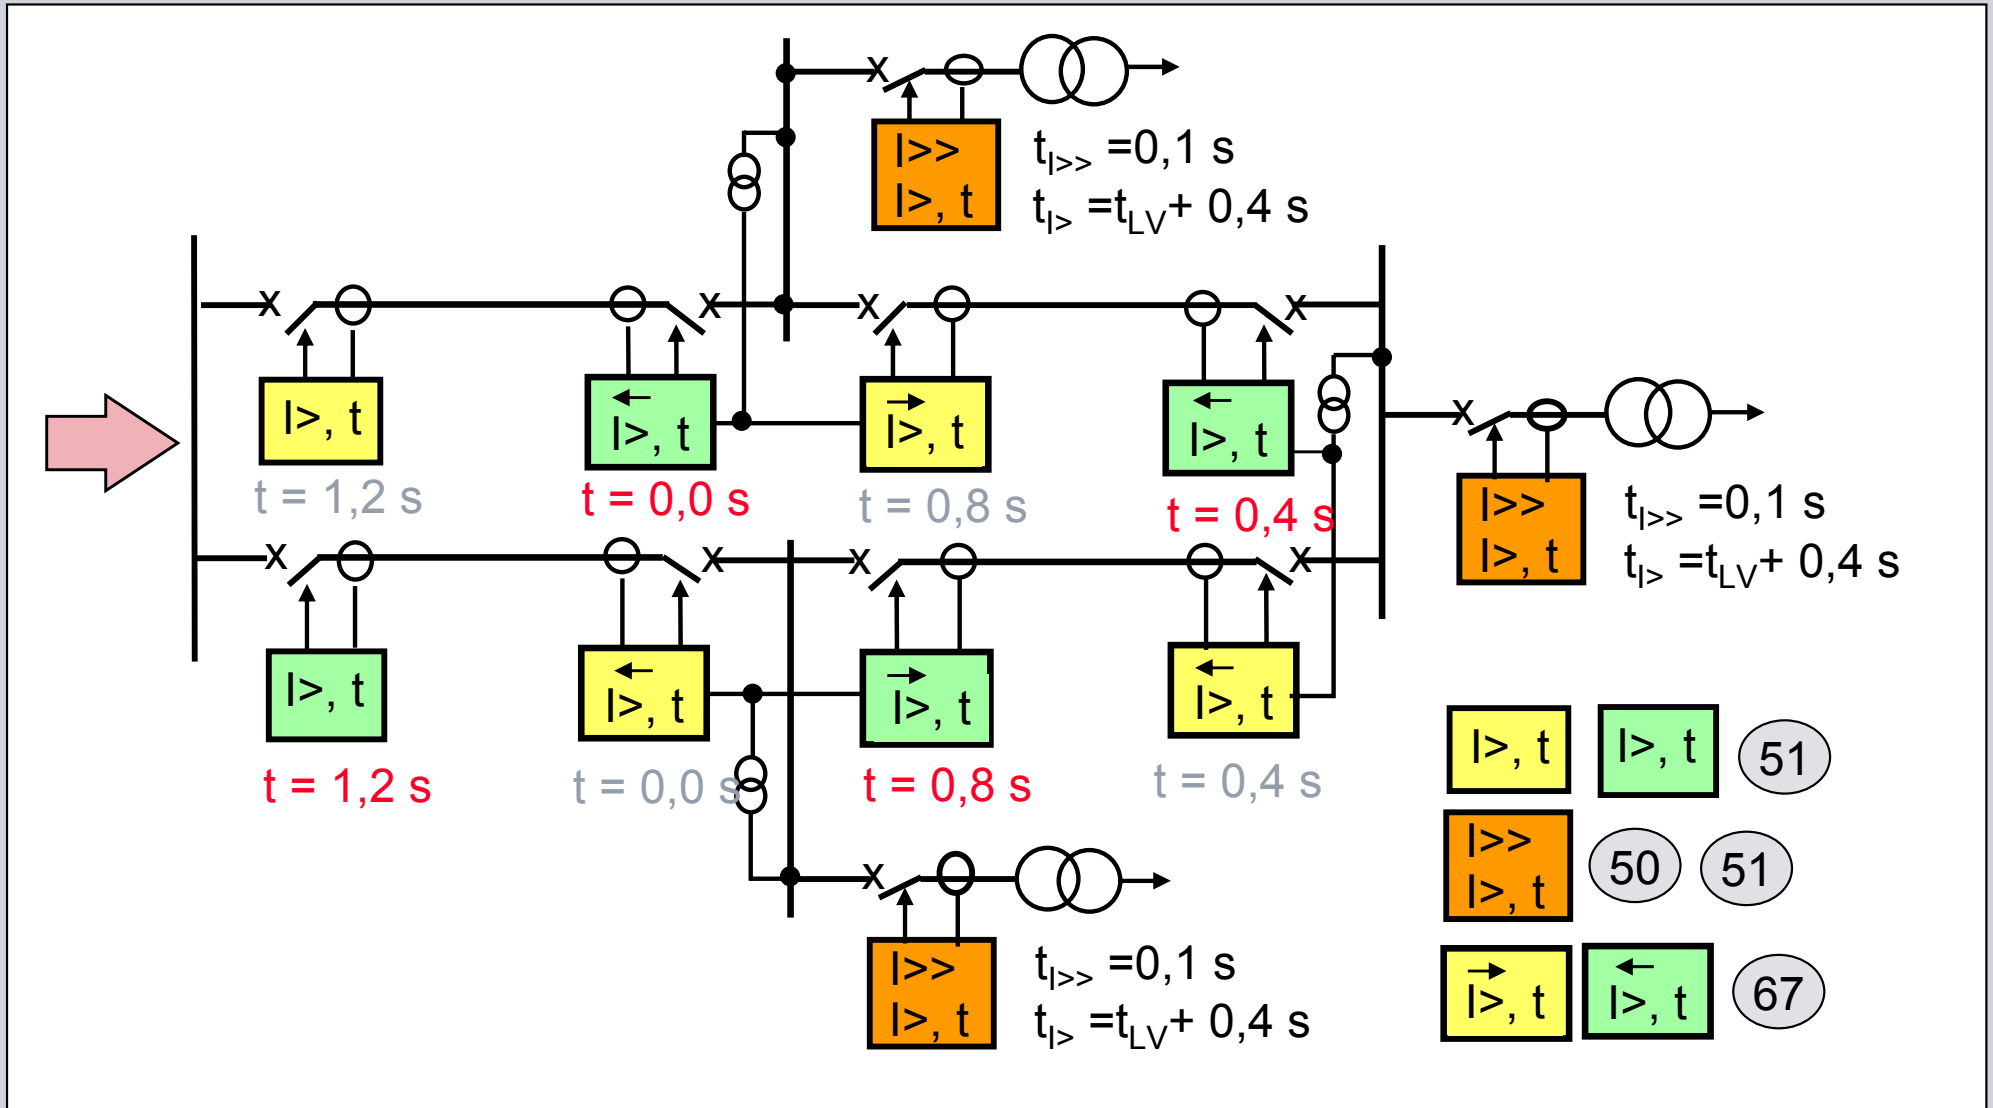 I>>
I>, t
tI>> =0,1 s
tI> =tLV+ 0,4 s
x
x
x
x
x
I>, t
←
I>, t
→
I>, t
←
I>, t
t = 1,2 s
t = 0,0 s
t = 0,8 s
t = 0,4 s
x
I>>
I>, t
tI>> =0,1 s
tI> =tLV+ 0,4 s
x
x
x
x
I>, t
←
I>, t
→
I>, t
←
I>, t
t = 1,2 s
t = 0,0 s
t = 0,8 s
t = 0,4 s
x
I>>
I>, t
tI>> =0,1 s
tI> =tLV+ 0,4 s
I>, t
I>, t
51
I>>
I>, t
50
51
→
I>, t
←
I>, t
67